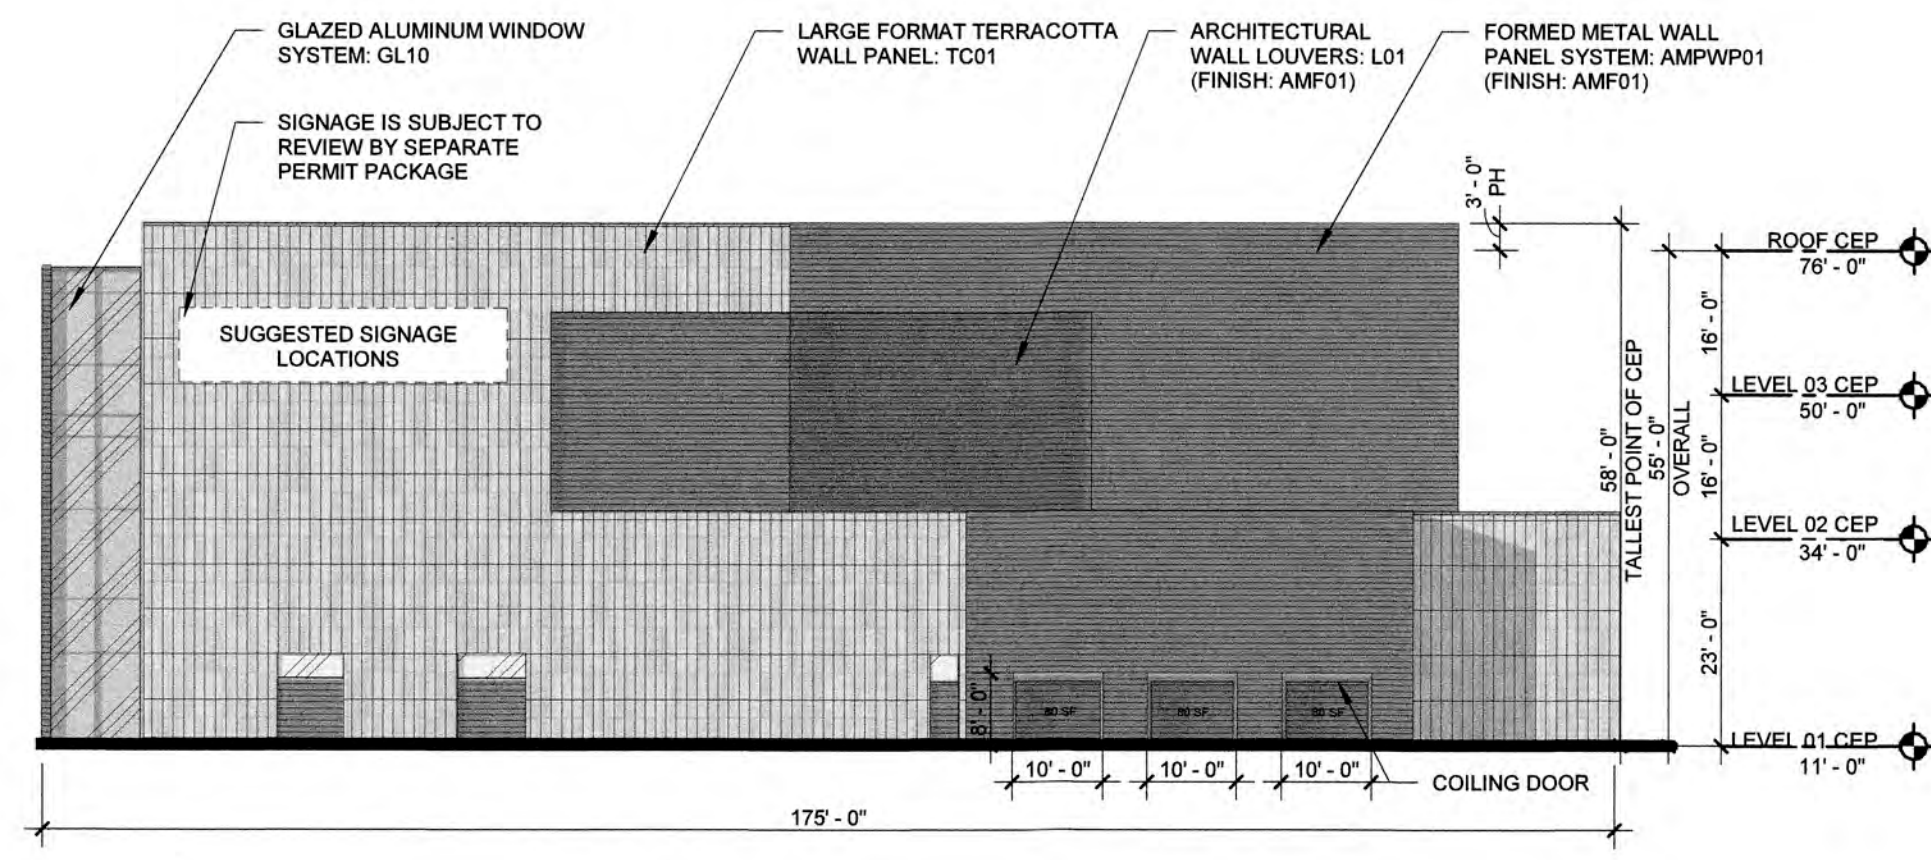 GLAZED ALUMINUM WINDOW
SYSTEM: GL10
LARGE FORMAT TERRACOTTA
WALL PANEL: TC01
ARCHITECTURAL
WALL LOUVERS: L01
(FINISH: AMF01)
FORMED METAL WALL
PANEL SYSTEM: AMPWP01
(FINISH: AMF01)
SIGNAGE IS SUBJECT TO
REVIEW BY SEPARATE
PERMIT PACKAGE
SUGGESTED SIGNAGE
LOCATIONS
3' - 0"
PH
58' - 0"
TALLEST POINT OF CEP
55' - 0"
OVERALL
16' - 0"
16' - 0"
23' - 0"
ROOF CEP
76' - 0"
LEVEL 03 CEP
50' - 0"
LEVEL 02 CEP
34' - 0"
LEVEL 01 CEP
11' - 0"
8' - 0"
80 SF
80 SF
80 SF
10' - 0"
10' - 0"
10' - 0"
COILING DOOR
175' - 0"